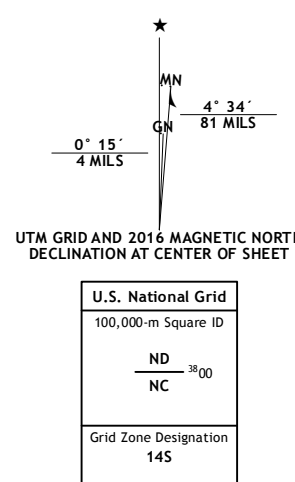 MN
GN
4° 34´
81 MILS
0° 15´
4 MILS
UTM GRID AND 2016 MAGNETIC NORTH
DECLINATION AT CENTER OF SHEET
U.S. National Grid
100,000-m Square ID
ND
3800
NC
Grid Zone Designation
14S